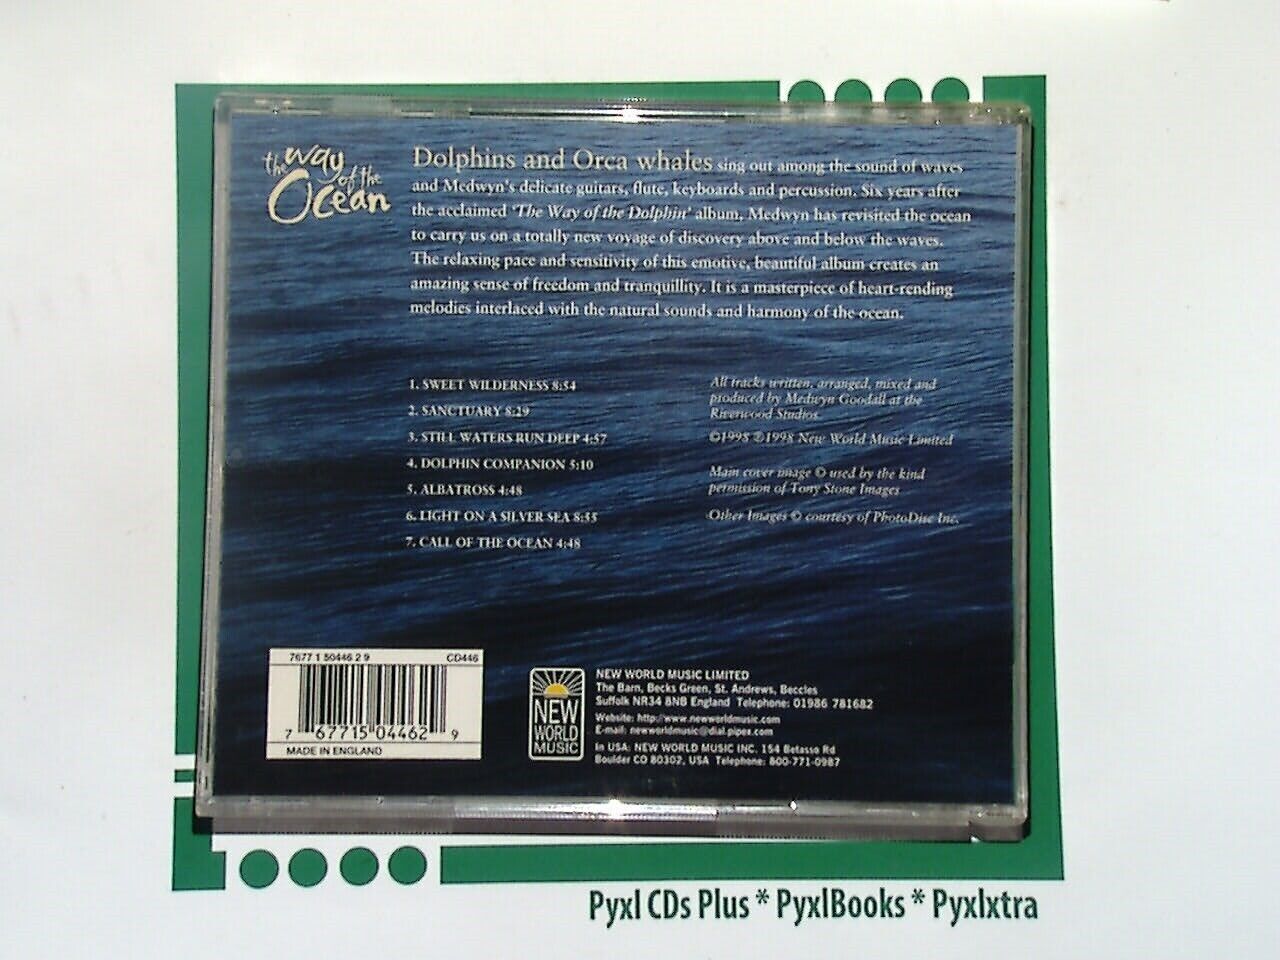 the way
of the
Ocean
Dolphins and Orca whales sing out among the sound of waves
and Medwyn's delicate guitars, flute, keyboards and percussion. Six years after
the acclaimed 'The Way of the Dolphin' album, Medwyn has revisited the ocean
to carry us on a totally new voyage of discovery above and below the waves.
The relaxing pace and sensitivity of this emotive, beautiful album creates an
amazing sense of freedom and tranquillity. It is a masterpiece of heart-rending
melodies interlaced with the natural sounds and harmony of the ocean.
1. SWEET WILDERNESS 8:54
2. SANCTUARY 8:29
3. STILL WATERS RUN DEEP 4:57
4. DOLPHIN COMPANION 5:10
5. ALBATROSS 4:48
6. LIGHT ON A SILVER SEA 8:55
7. CALL OF THE OCEAN 4:48
All tracks written, arranged, mixed and
produced by Medwyn Goodall at the
Riverwood Studios
©1998 ℗1998 New World Music Limited
Main cover image © used by the kind
permission of Tony Stone Images
Other Images © courtesy of PhotoDisc Inc.
7677 1 50446 2 9 CD446
7 67715 04462 9
MADE IN ENGLAND
NEW
WORLD
MUSIC
NEW WORLD MUSIC LIMITED
The Barn, Becks Green, St. Andrews, Beccles
Suffolk NR34 8NB England Telephone: 01986 781682
Website: http://www.newworldmusic.com
E-mail: newworldmusic@dial.pipex.com
In USA: NEW WORLD MUSIC INC. 154 Betasso Rd
Boulder CO 80302, USA Telephone: 800-771-0987
Pyxl CDs Plus * PyxlBooks * Pyxlxtra